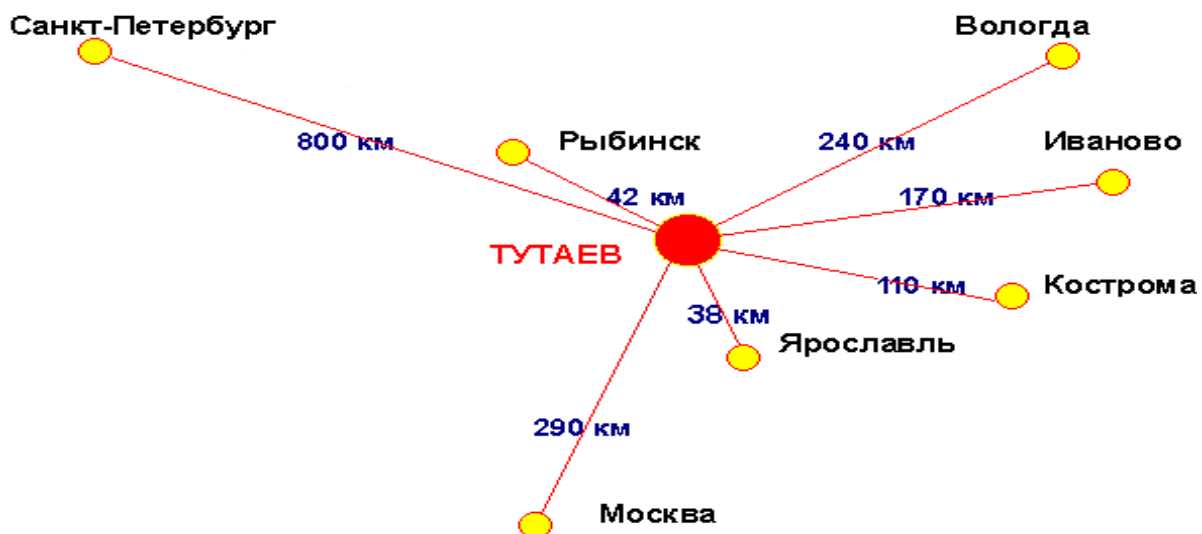 Санкт-Петербург
Вологда
800 км
Рыбинск
240 км
Иваново
42 км
170 км
ТУТАЕВ
110 км
Кострома
38 км
Ярославль
290 км
Москва